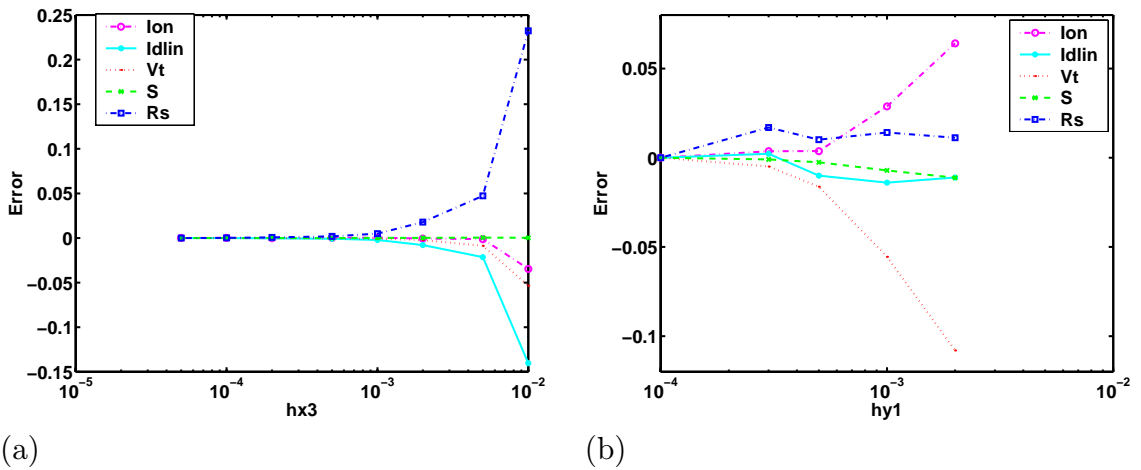 0.25
0.2
0.15
0.1
0.05
0
−0.05
−0.1
−0.15
Error
10⁻⁵
10⁻⁴
10⁻³
10⁻²
hx3
Ion
Idlin
Vt
S
Rs
(a)
0.05
0
−0.05
−0.1
Error
10⁻⁴
10⁻³
10⁻²
hy1
Ion
Idlin
Vt
S
Rs
(b)